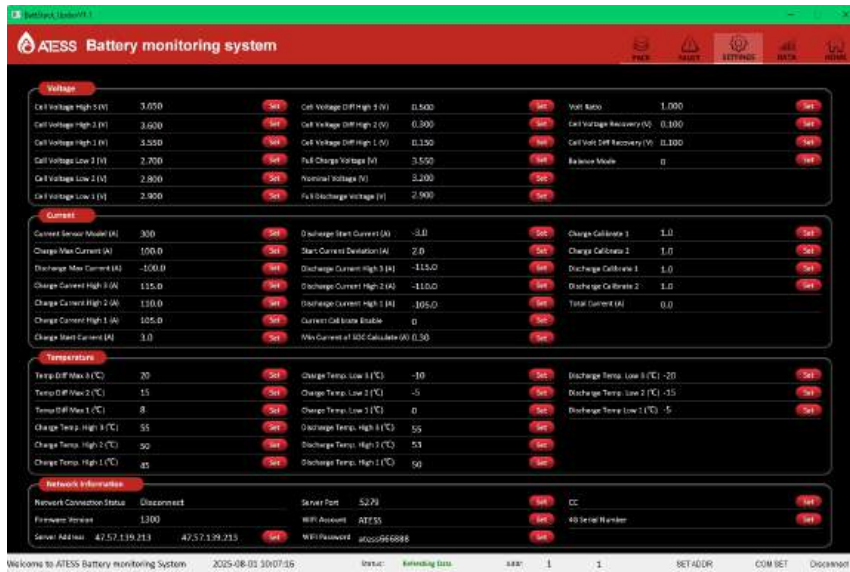 ATESS Battery monitoring system
PACK FAULT SETTINGS DATA HOME
Voltage
Cell Voltage High 3 (V) 3.650 Set Cell Voltage Diff High 3 (V) 0.500 Set Volt Ratio 1.000 Set
Cell Voltage High 2 (V) 3.600 Set Cell Voltage Diff High 2 (V) 0.300 Set Cell Voltage Recovery (V) 0.100 Set
Cell Voltage High 1 (V) 3.550 Set Cell Voltage Diff High 1 (V) 0.150 Set Cell Volt Diff Recovery (V) 0.100 Set
Cell Voltage Low 3 (V) 2.700 Set Full Charge Voltage (V) 3.550 Set Balance Mode 0 Set
Cell Voltage Low 2 (V) 2.800 Set Nominal Voltage (V) 3.200 Set
Cell Voltage Low 1 (V) 2.900 Set Full Discharge Voltage (V) 2.900 Set
Current
Current Sensor Model (A) 300 Set Discharge Start Current (A) -3.0 Set Charge Calibrate 1 1.0 Set
Charge Max Current (A) 100.0 Set Start Current Deviation (A) 2.0 Set Charge Calibrate 2 1.0 Set
Discharge Max Current (A) -100.0 Set Discharge Current High 3 (A) -115.0 Set Discharge Calibrate 1 1.0 Set
Charge Current High 3 (A) 115.0 Set Discharge Current High 2 (A) -110.0 Set Discharge Calibrate 2 1.0 Set
Charge Current High 2 (A) 110.0 Set Discharge Current High 1 (A) -105.0 Set Total Current (A) 0.0
Charge Current High 1 (A) 105.0 Set Current Calibrate Enable 0 Set
Charge Start Current (A) 3.0 Set Min Current of SOC Calculate (A) 0.30 Set
Temperature
Temp Diff Max 3 (℃) 20 Set Charge Temp. Low 3 (℃) -10 Set Discharge Temp. Low 3 (℃) -20 Set
Temp Diff Max 2 (℃) 15 Set Charge Temp. Low 2 (℃) -5 Set Discharge Temp. Low 2 (℃) -15 Set
Temp Diff Max 1 (℃) 8 Set Charge Temp. Low 1 (℃) 0 Set Discharge Temp Low 1 (℃) -5 Set
Charge Temp. High 3 (℃) 55 Set Discharge Temp. High 3 (℃) 55 Set
Charge Temp. High 2 (℃) 50 Set Discharge Temp. High 2 (℃) 53 Set
Charge Temp. High 1 (℃) 45 Set Discharge Temp. High 1 (℃) 50 Set
Network Information
Network Connection Status Disconnect Server Port 5279 Set CC Set
Firmware Version 1300 WIFI Account ATESS Set 4G Serial Number Set
Server Address 47.57.139.213 47.57.139.213 Set WIFI Password atess666888 Set
Welcome to ATESS Battery monitoring System 2025-08-01 10:07:16 Status: Data Addr: 1 1 SET ADDR COM SET Disconnect